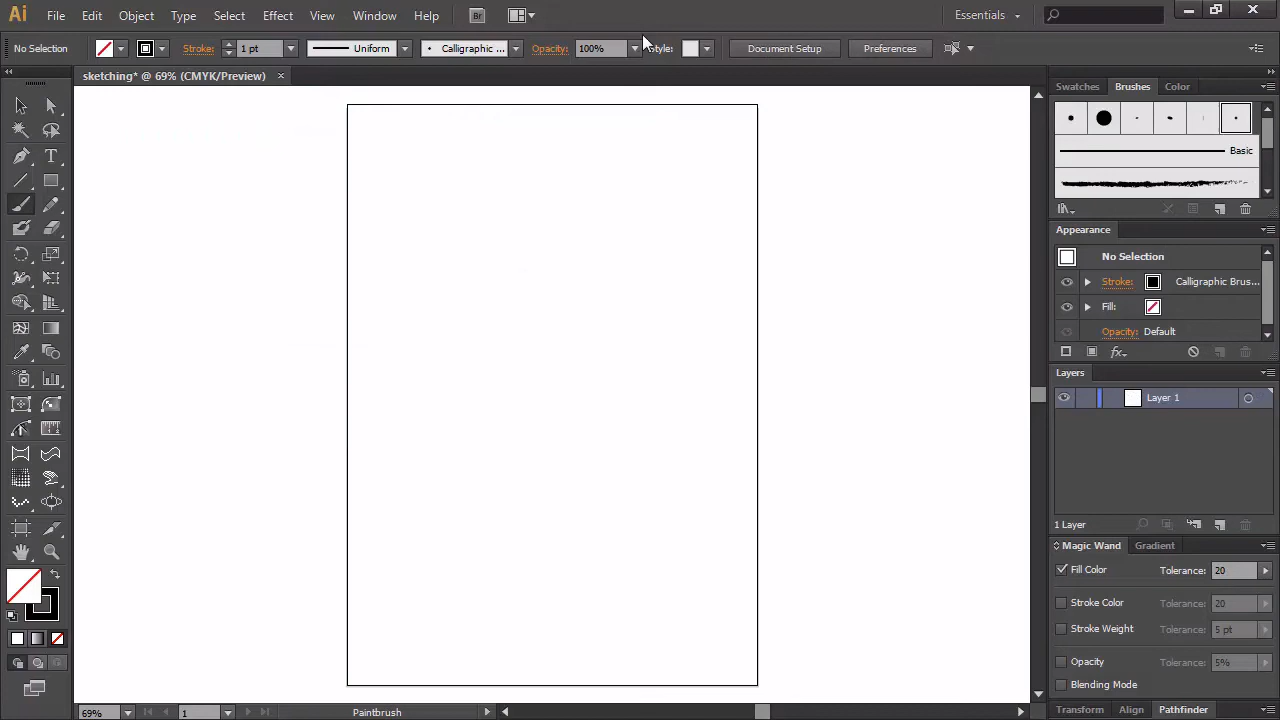 Ai File Edit Object Type Select Effect View Window Help Br Essentials
No Selection Stroke: 1 pt Uniform Calligraphic ... Opacity: 100% Style: Document Setup Preferences
sketching* @ 69% (CMYK/Preview) ×
Swatches Brushes Color
Basic
Appearance
No Selection
Stroke: Calligraphic Brus...
Fill:
Opacity: Default
fx
Layers
Layer 1
1 Layer
Magic Wand Gradient
Fill Color Tolerance: 20
Stroke Color Tolerance: 20
Stroke Weight Tolerance: 5 pt
Opacity Tolerance: 5%
Blending Mode
Transform Align Pathfinder
69% 1 Paintbrush